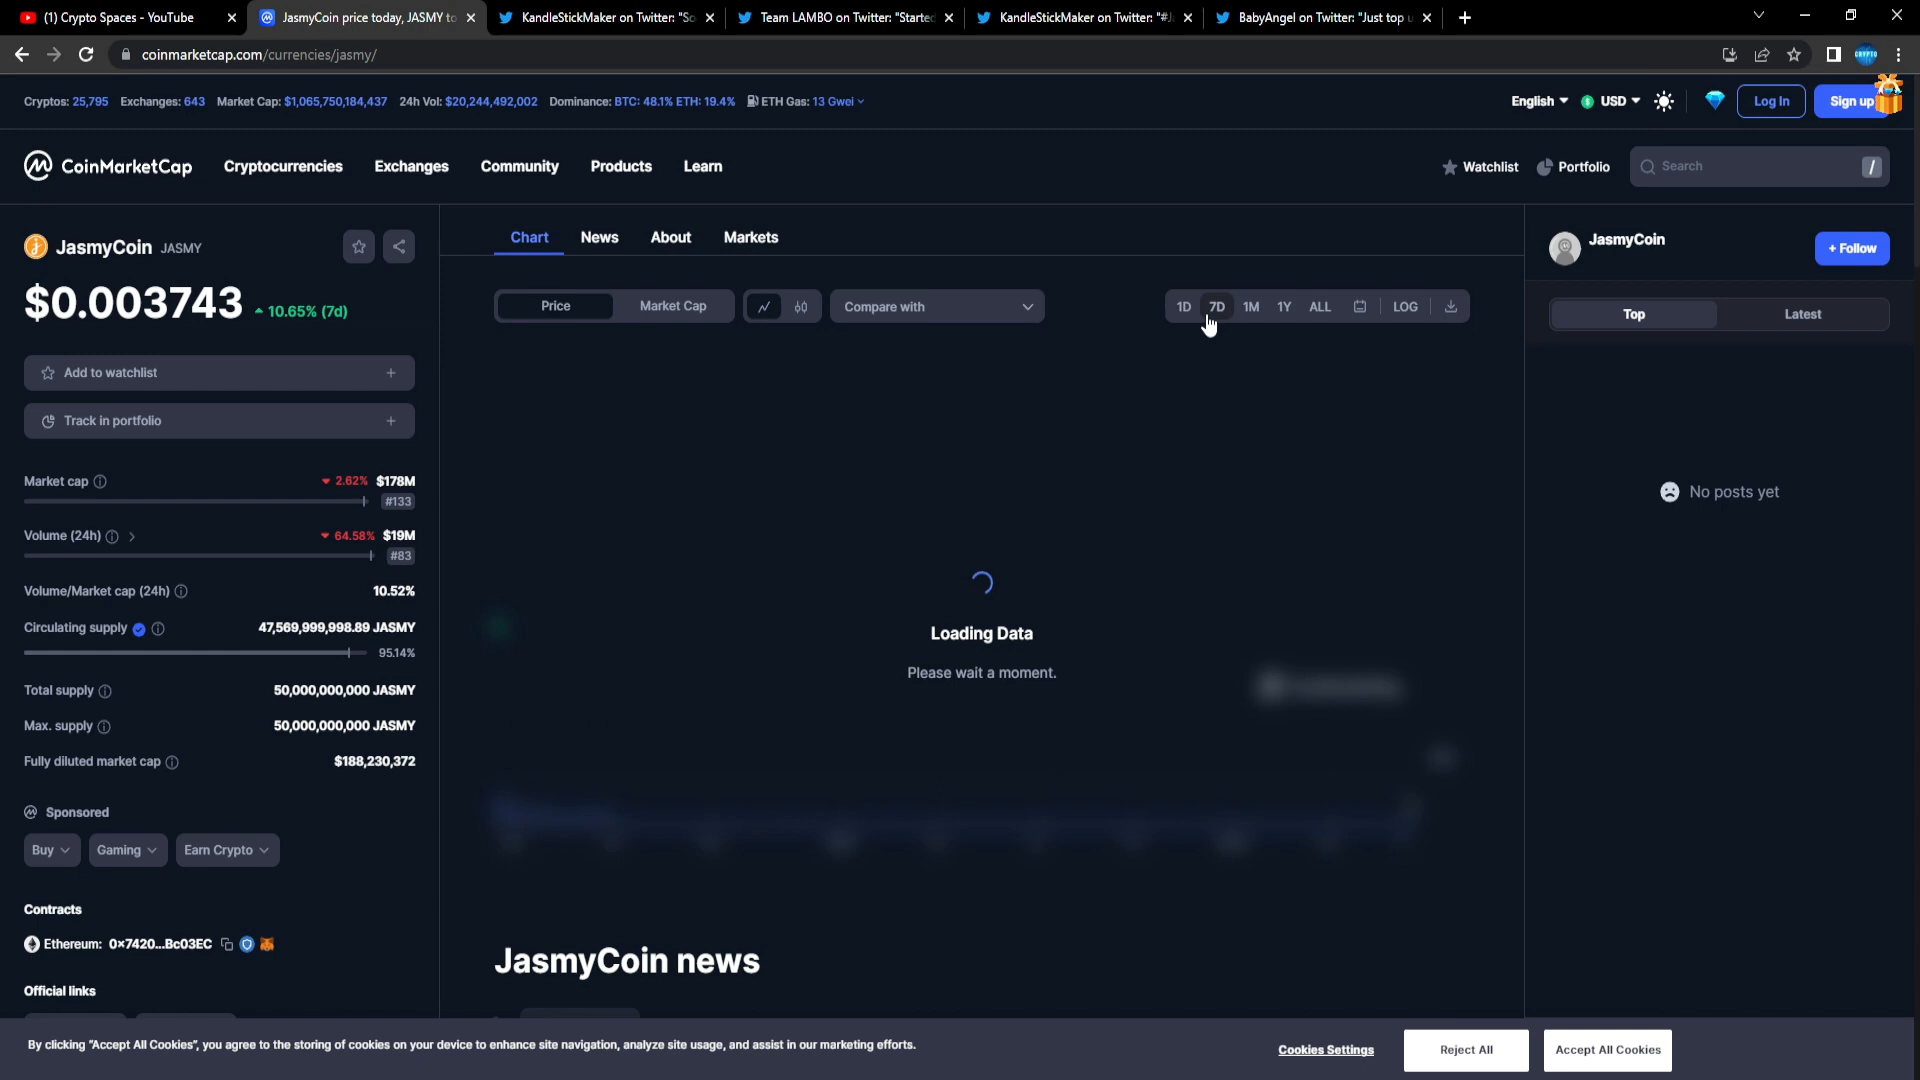 (1) Crypto Spaces - YouTube
JasmyCoin price today, JASMY to
KandleStickMaker on Twitter: "So
Team LAMBO on Twitter: "Started
KandleStickMaker on Twitter: "#J
BabyAngel on Twitter: "Just top u
coinmarketcap.com/currencies/jasmy/
CRYPTO
Cryptos: 25,795 Exchanges: 643 Market Cap: $1,065,750,184,437 24h Vol: $20,244,492,002 Dominance: BTC: 48.1% ETH: 19.4% ETH Gas: 13 Gwei
English USD Log In Sign up
CoinMarketCap Cryptocurrencies Exchanges Community Products Learn
Watchlist Portfolio Search /
JasmyCoin JASMY
$0.003743 10.65% (7d)
Add to watchlist +
Track in portfolio +
Market cap 2.62% $178M
#133
Volume (24h) 64.58% $19M
#83
Volume/Market cap (24h) 10.52%
Circulating supply 47,569,999,998.89 JASMY
95.14%
Total supply 50,000,000,000 JASMY
Max. supply 50,000,000,000 JASMY
Fully diluted market cap $188,230,372
Sponsored
Buy Gaming Earn Crypto
Contracts
Ethereum: 0x7420...Bc03EC
Official links
Chart News About Markets
Price Market Cap Compare with 1D 7D 1M 1Y ALL LOG
Loading Data
Please wait a moment.
JasmyCoin news
JasmyCoin + Follow
Top Latest
No posts yet
By clicking "Accept All Cookies", you agree to the storing of cookies on your device to enhance site navigation, analyze site usage, and assist in our marketing efforts.
Cookies Settings Reject All Accept All Cookies